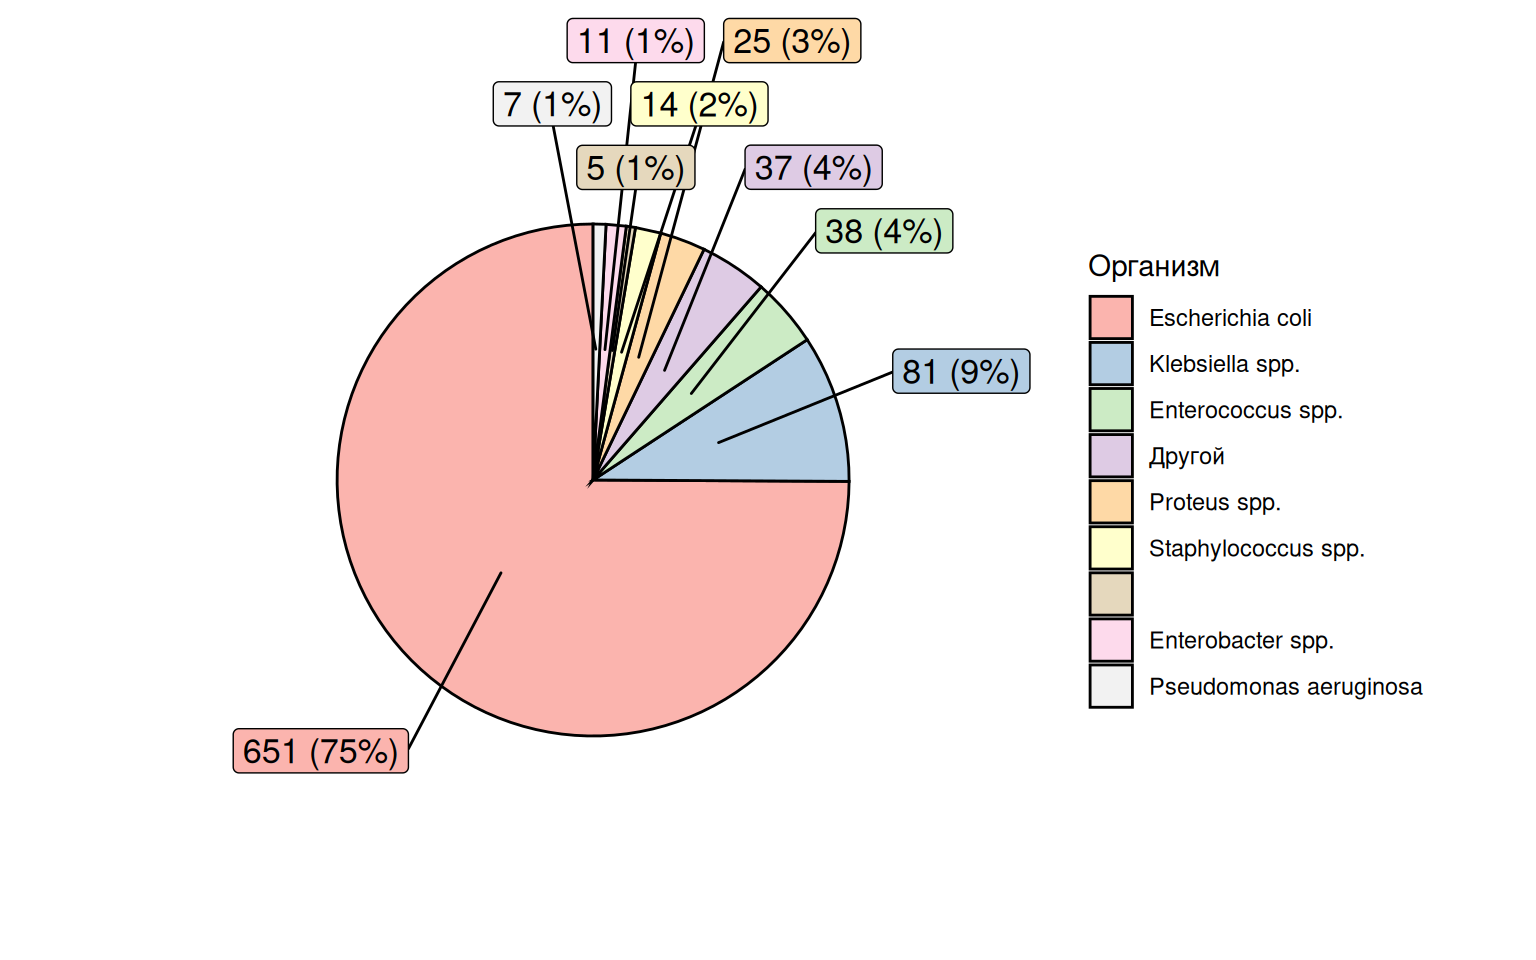 11 (1%)
25 (3%)
7 (1%)
14 (2%)
5 (1%)
37 (4%)
38 (4%)
81 (9%)
651 (75%)
Организм
Escherichia coli
Klebsiella spp.
Enterococcus spp.
Другой
Proteus spp.
Staphylococcus spp.
Enterobacter spp.
Pseudomonas aeruginosa